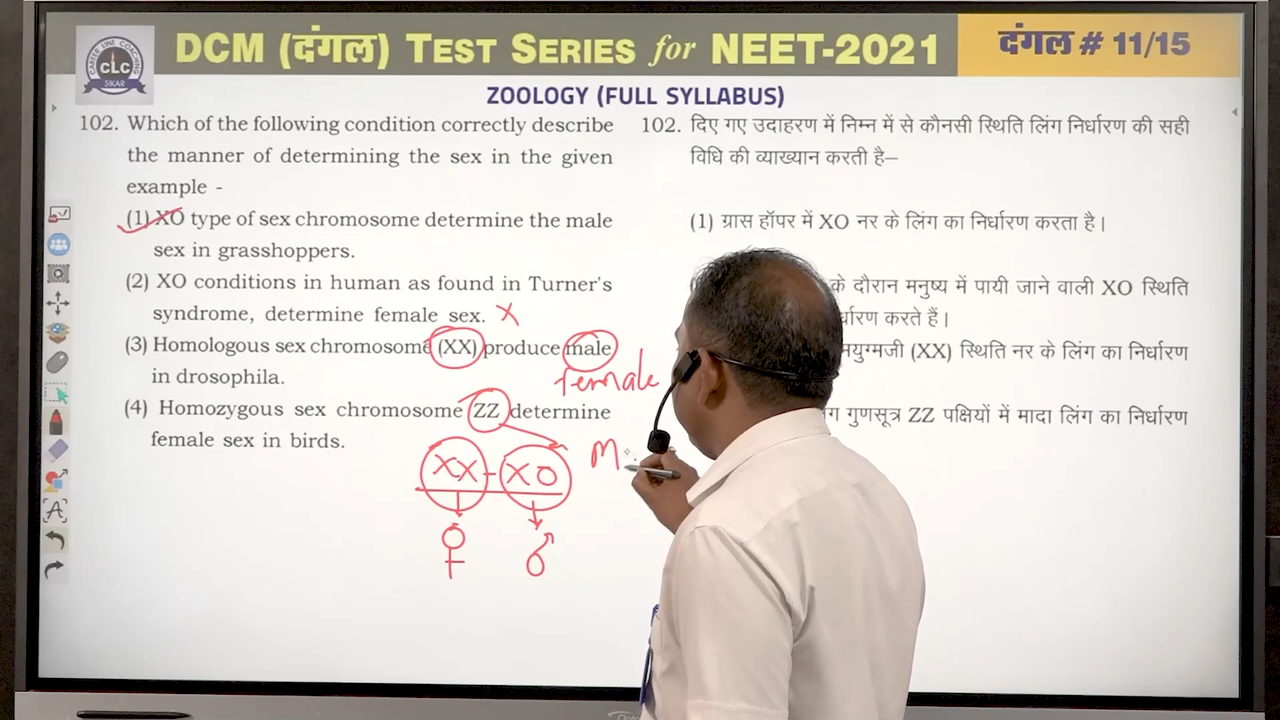 DCM (दंगल) TEST SERIES for NEET-2021
दंगल # 11/15
CAREER LINE COACHING
CLC
SIKAR
ZOOLOGY (FULL SYLLABUS)
102. Which of the following condition correctly describe
the manner of determining the sex in the given
example -
(1) XO type of sex chromosome determine the male
sex in grasshoppers.
(2) XO conditions in human as found in Turner's
syndrome, determine female sex. X
(3) Homologous sex chromosome (XX) produce male
in drosophila.
female
(4) Homozygous sex chromosome ZZ determine
female sex in birds.
M
XX - XO
♀ ♂
102. दिए गए उदाहरण में निम्न में से कौनसी स्थिति लिंग निर्धारण की सही
विधि की व्याख्यान करती है–
(1) ग्रास हॉपर में XO नर के लिंग का निर्धारण करता है।
के दौरान मनुष्य में पायी जाने वाली XO स्थिति
करते हैं।
(XX) स्थिति नर के लिंग का निर्धारण
गुणसूत्र ZZ पक्षियों में मादा लिंग का निर्धारण